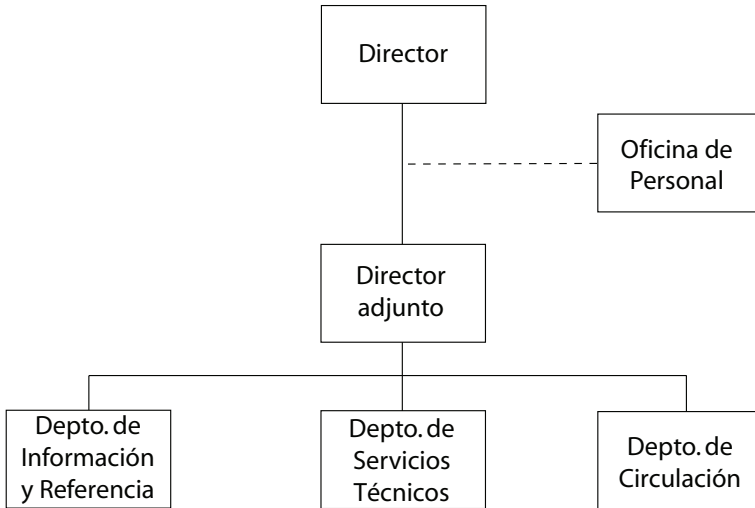 Director
Oficina de
Personal
Director
adjunto
Depto. de
Información
y Referencia
Depto. de
Servicios
Técnicos
Depto. de
Circulación